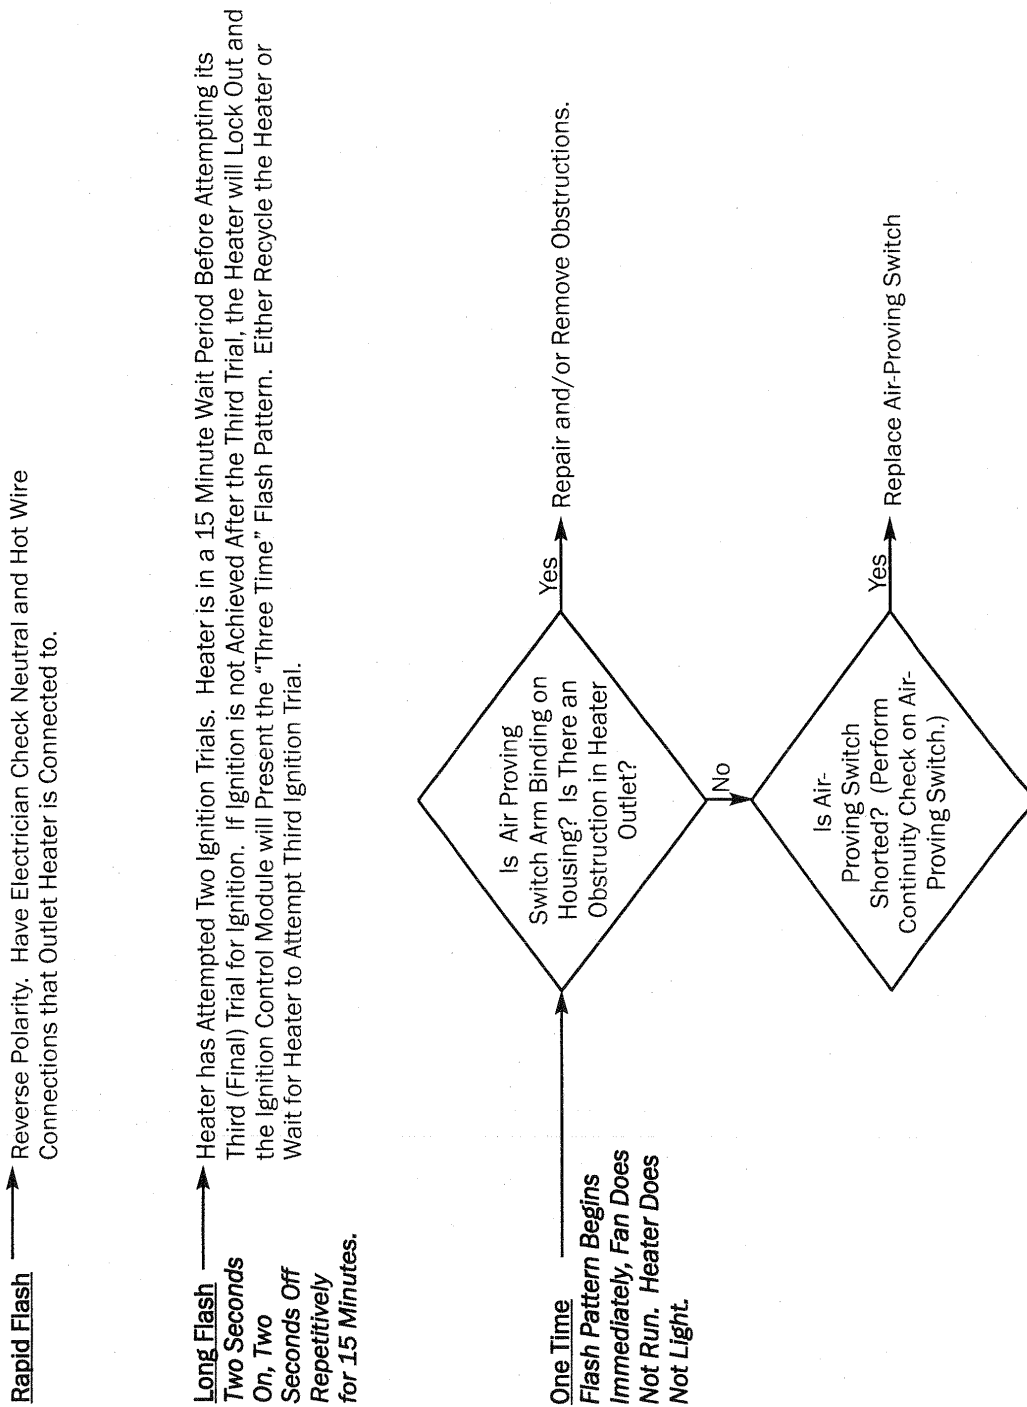 Rapid Flash
Reverse Polarity. Have Electrician Check Neutral and Hot Wire
Connections that Outlet Heater is Connected to.
Long Flash
Two Seconds
On, Two
Seconds Off
Repetitively
for 15 Minutes.
Heater has Attempted Two Ignition Trials. Heater is in a 15 Minute Wait Period Before Attempting its
Third (Final) Trial for Ignition. If Ignition is not Achieved After the Third Trial, the Heater will Lock Out and
the Ignition Control Module will Present the "Three Time" Flash Pattern. Either Recycle the Heater or
Wait for Heater to Attempt Third Ignition Trial.
One Time
Flash Pattern Begins
Immediately, Fan Does
Not Run. Heater Does
Not Light.
Is Air Proving
Switch Arm Binding on
Housing? Is There an
Obstruction in Heater
Outlet?
Yes
Repair and/or Remove Obstructions.
No
Is Air-
Proving Switch
Shorted? (Perform
Continuity Check on Air-
Proving Switch.)
Yes
Replace Air-Proving Switch